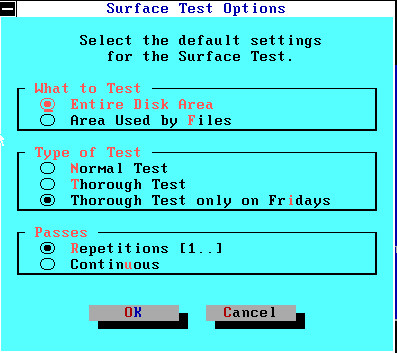 Surface Test Options
Select the default settings
for the Surface Test.
What to Test
Entire Disk Area
Area Used by Files
Type of Test
Normal Test
Thorough Test
Thorough Test only on Fridays
Passes
Repetitions [1..]
Continuous
OK Cancel